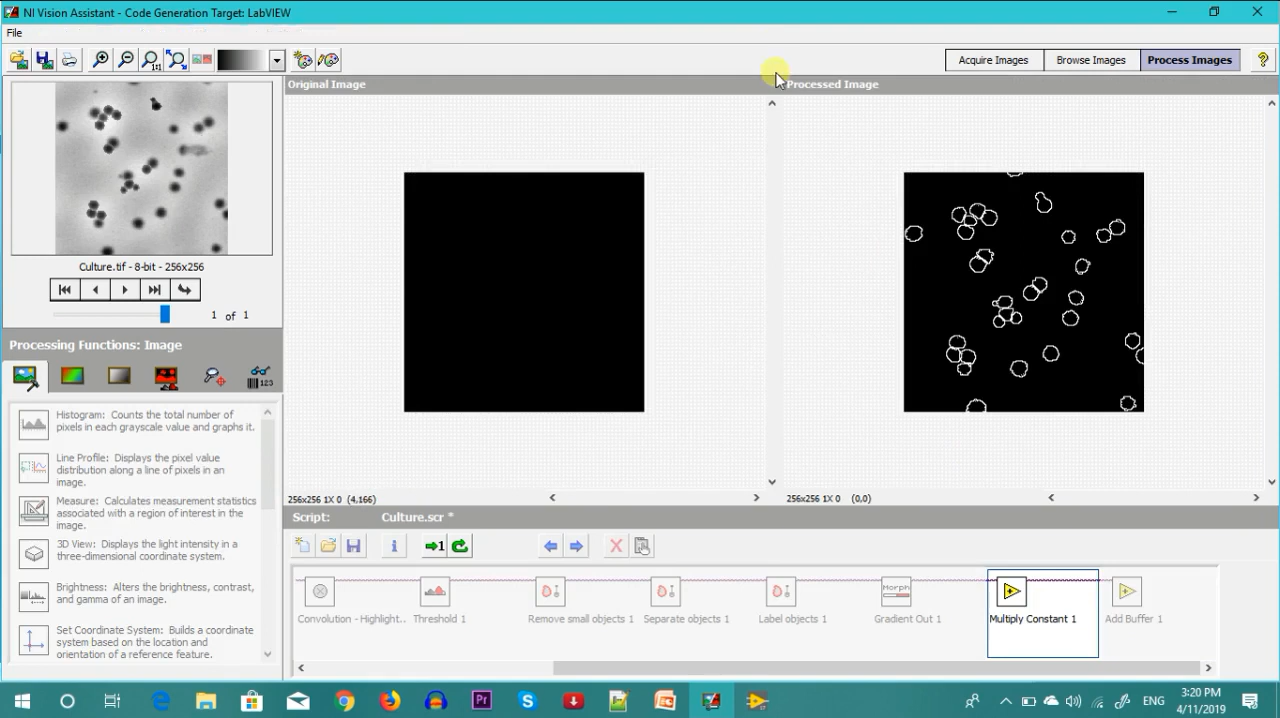 NI Vision Assistant - Code Generation Target: LabVIEW
File
1:1
Acquire Images
Browse Images
Process Images
?
Original Image
Processed Image
Culture.tif - 8-bit - 256x256
1 of 1
Processing Functions: Image
123
Histogram: Counts the total number of
pixels in each grayscale value and graphs it.
Line Profile: Displays the pixel value
distribution along a line of pixels in an
image.
Measure: Calculates measurement statistics
associated with a region of interest in the
image.
3D View: Displays the light intensity in a
three-dimensional coordinate system.
Brightness: Alters the brightness, contrast,
and gamma of an image.
Set Coordinate System: Builds a coordinate
system based on the location and
orientation of a reference feature.
256x256 1X 0 (4,166)
256x256 1X 0 (0,0)
Script: Culture.scr *
i
1
Morph
Convolution - Highlight..
Threshold 1
Remove small objects 1
Separate objects 1
Label objects 1
Gradient Out 1
Multiply Constant 1
Add Buffer 1
Pr
S
P
ENG
3:20 PM
4/11/2019